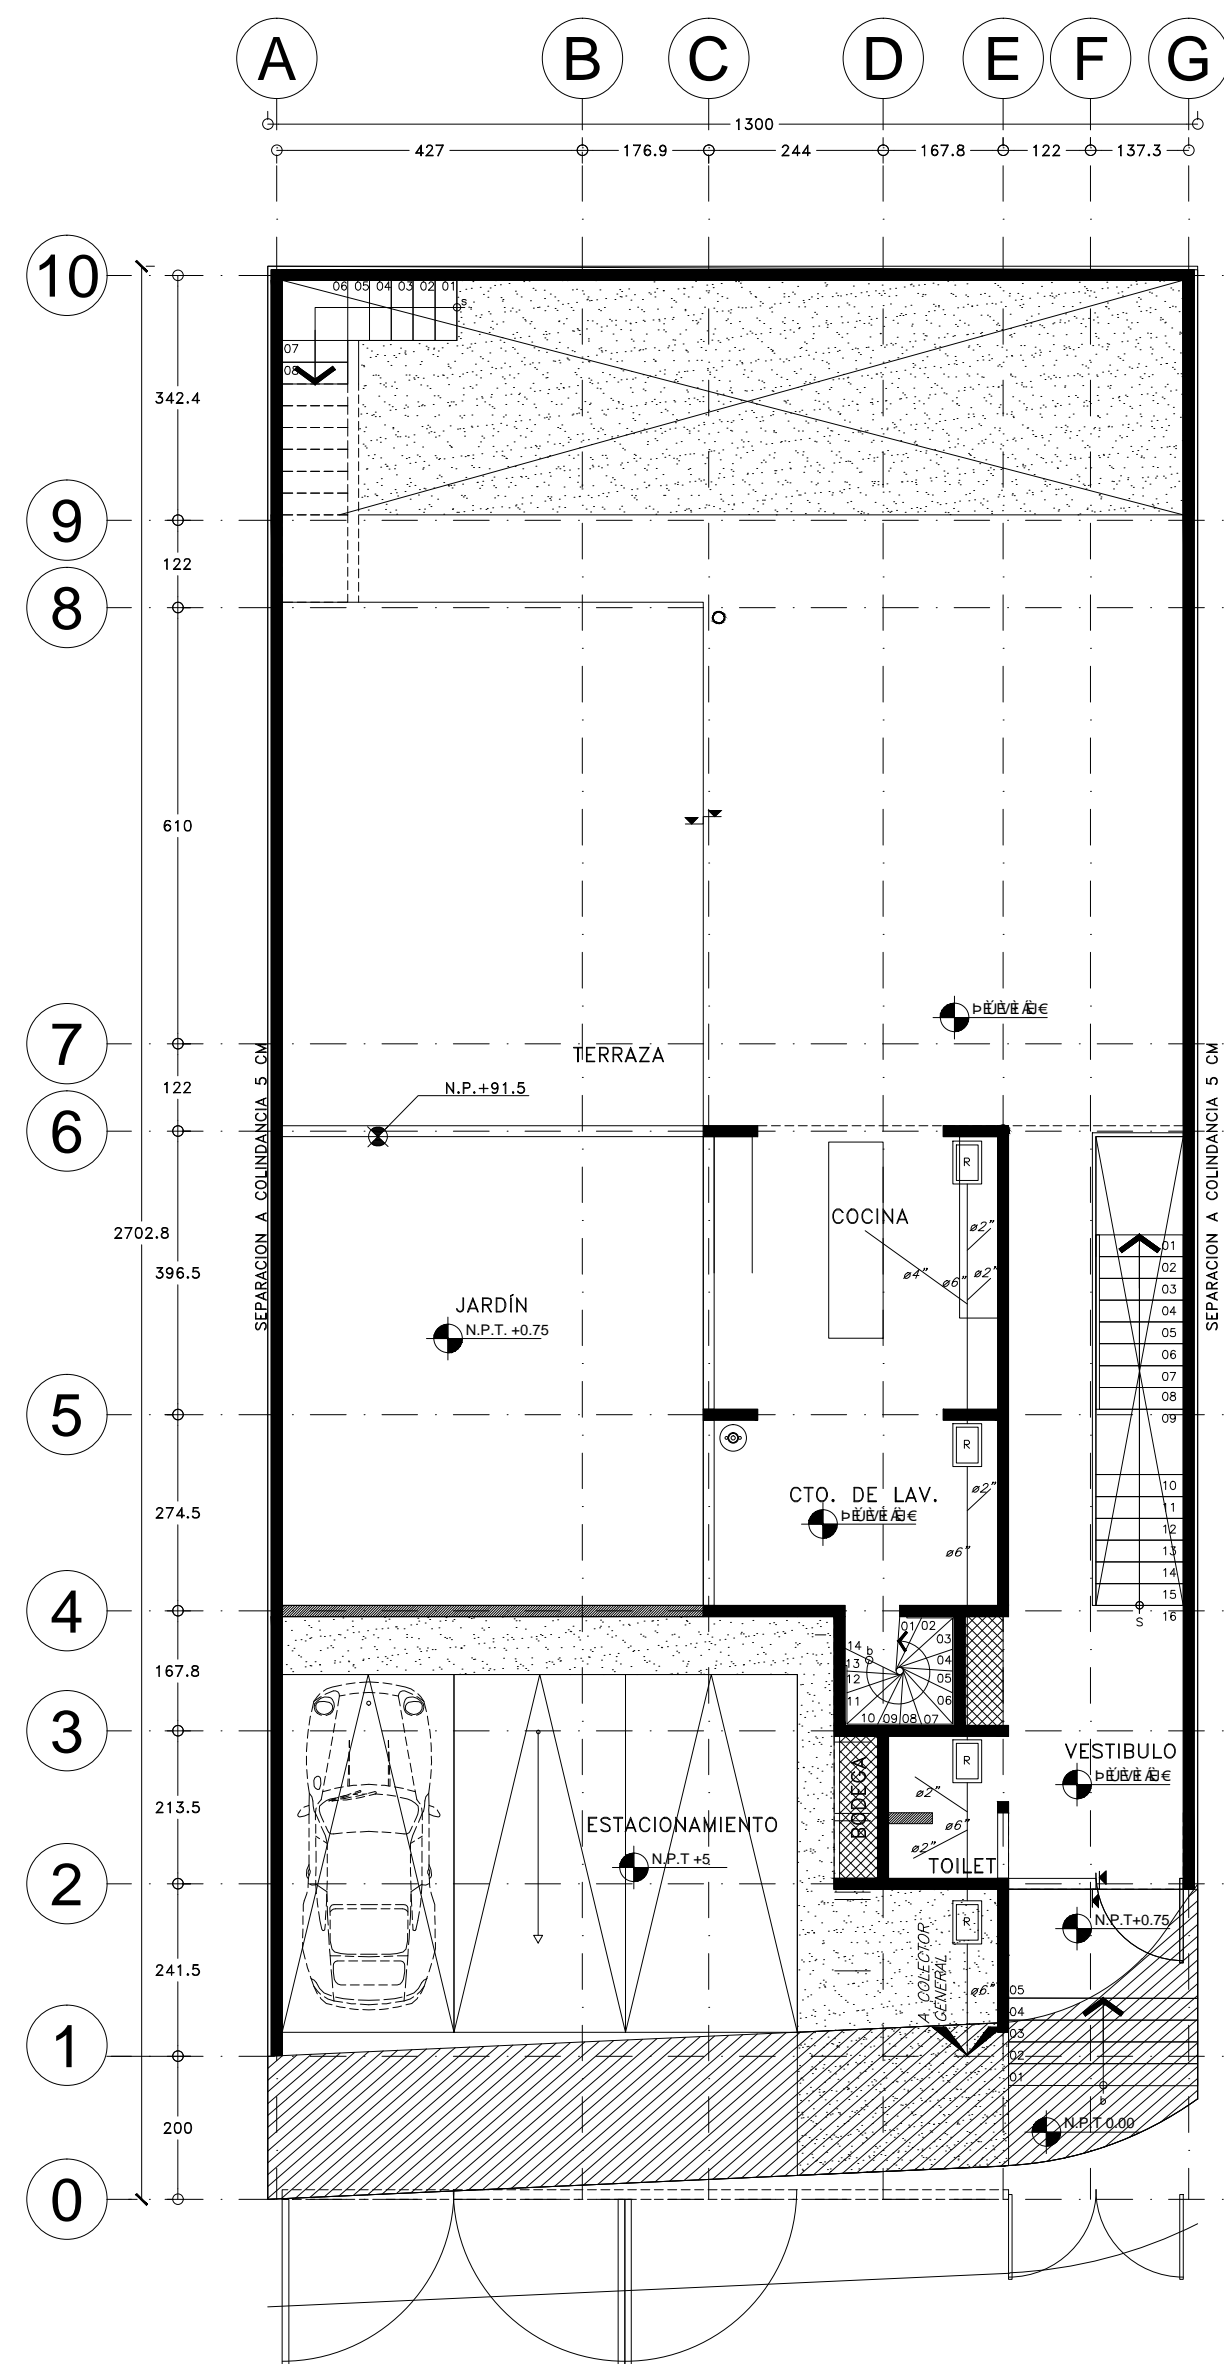 A B C D E F G
1300
427 176.9 244 167.8 122 137.3
10
06 05 04 03 02 01
S
07
08
342.4
9
122
8
610
7
SEPARACION A COLINDANCIA 5 CM
SEPARACION A COLINDANCIA 5 CM
TERRAZA
122
N.P.+91.5
6
R
2702.8
COCINA
ø2"
ø4" ø6" ø2"
396.5
JARDÍN
N.P.T. +0.75
01
02
03
04
05
06
07
08
09
10
11
12
13
14
15
16
S
5
R
CTO. DE LAV.
ø2"
274.5
ø6"
4
01 02
03
04
05
06
07
08
09
10
11
12
13
14
b
167.8
3
R
VESTIBULO
BODEGA
ø2"
213.5
ESTACIONAMIENTO
ø6"
ø2"
N.P.T +5
TOILET
2
R
N.P.T+0.75
A COLECTOR
GENERAL
241.5
ø6"
05
04
03
02
01
b
1
N.P.T 0.00
200
0